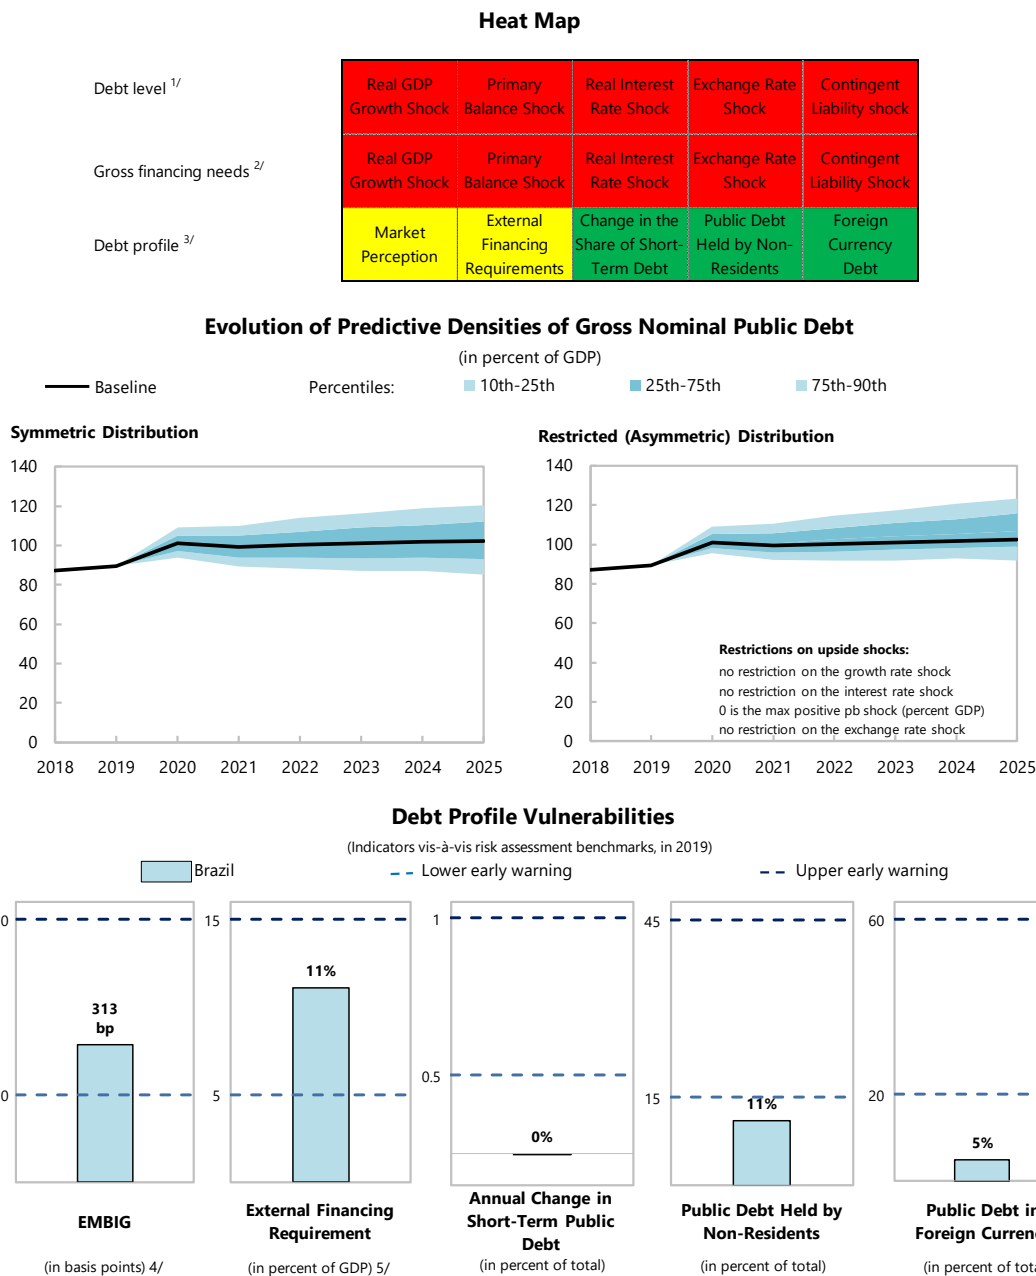 Heat Map
Debt level 1/
Real GDP Growth Shock
Primary Balance Shock
Real Interest Rate Shock
Exchange Rate Shock
Contingent Liability shock
Gross financing needs 2/
Real GDP Growth Shock
Primary Balance Shock
Real Interest Rate Shock
Exchange Rate Shock
Contingent Liability Shock
Debt profile 3/
Market Perception
External Financing Requirements
Change in the Share of Short-Term Debt
Public Debt Held by Non-Residents
Foreign Currency Debt
Evolution of Predictive Densities of Gross Nominal Public Debt
(in percent of GDP)
Baseline
Percentiles:
10th-25th
25th-75th
75th-90th
Symmetric Distribution
140
120
100
80
60
40
20
0
2018 2019 2020 2021 2022 2023 2024 2025
Restricted (Asymmetric) Distribution
140
120
100
80
60
40
20
0
2018 2019 2020 2021 2022 2023 2024 2025
Restrictions on upside shocks:
no restriction on the growth rate shock
no restriction on the interest rate shock
0 is the max positive pb shock (percent GDP)
no restriction on the exchange rate shock
Debt Profile Vulnerabilities
(Indicators vis-à-vis risk assessment benchmarks, in 2019)
Brazil
Lower early warning
Upper early warning
0
313
bp
0
EMBIG
(in basis points) 4/
15
11%
5
External Financing
Requirement
(in percent of GDP) 5/
1
0.5
0%
Annual Change in
Short-Term Public
Debt
(in percent of total)
45
15
11%
Public Debt Held by
Non-Residents
(in percent of total)
60
20
5%
Public Debt in
Foreign Currenc
(in percent of tot